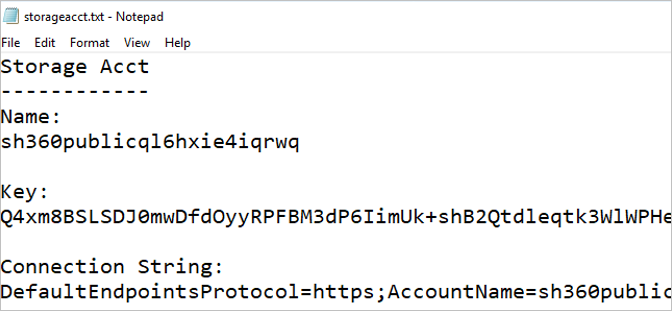 storageacct.txt - Notepad
File Edit Format View Help
Storage Acct
------------
Name:
sh360publicql6hxie4iqrwq
Key:
Q4xm8BSLSDJ0mwDfdOyyRPFBM3dP6IimUk+shB2Qtdleqtk3WlWPHe
Connection String:
DefaultEndpointsProtocol=https;AccountName=sh360public